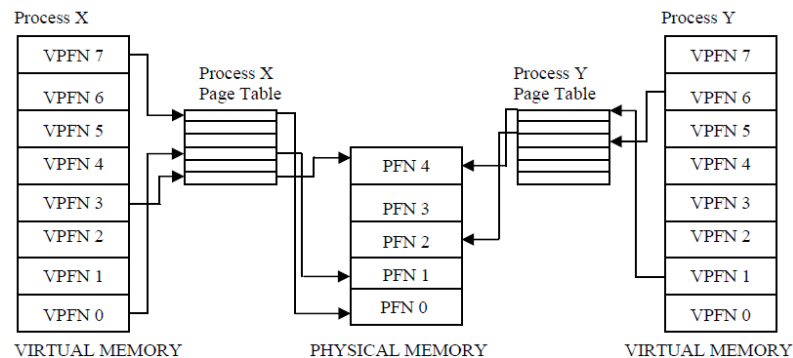 Process X
Process Y
VPFN 7
VPFN 6
VPFN 5
VPFN 4
VPFN 3
VPFN 2
VPFN 1
VPFN 0
VIRTUAL MEMORY
Process X
Page Table
PFN 4
PFN 3
PFN 2
PFN 1
PFN 0
PHYSICAL MEMORY
Process Y
Page Table
VPFN 7
VPFN 6
VPFN 5
VPFN 4
VPFN 3
VPFN 2
VPFN 1
VPFN 0
VIRTUAL MEMORY